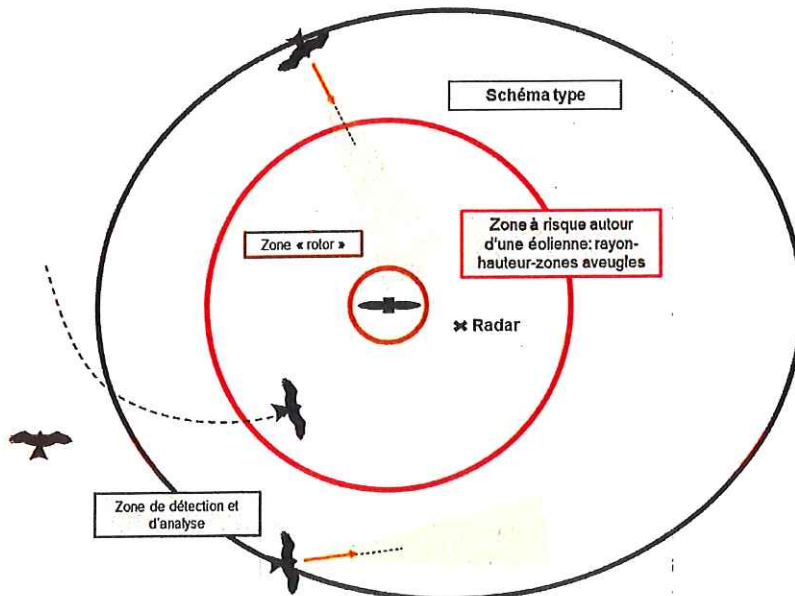 Schéma type
Zone à risque autour
d'une éolienne: rayon-
hauteur-zones aveugles
Zone « rotor »
Radar
Zone de détection et
d'analyse